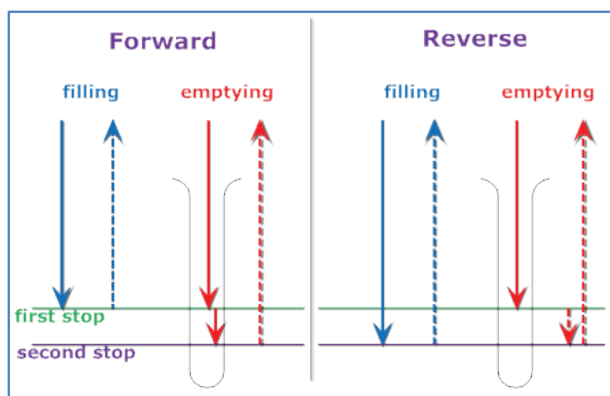 Forward
Reverse
filling
emptying
filling
emptying
first stop
second stop